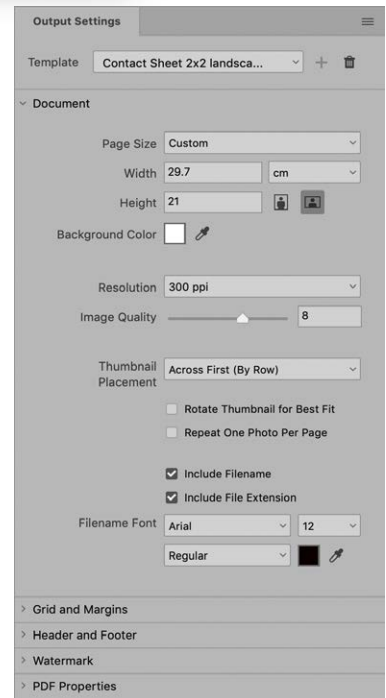 Output Settings
Template Contact Sheet 2x2 landsca...
Document
Page Size Custom
Width 29.7 cm
Height 21
Background Color
Resolution 300 ppi
Image Quality 8
Thumbnail Placement Across First (By Row)
Rotate Thumbnail for Best Fit
Repeat One Photo Per Page
Include Filename
Include File Extension
Filename Font Arial 12
Regular
Grid and Margins
Header and Footer
Watermark
PDF Properties